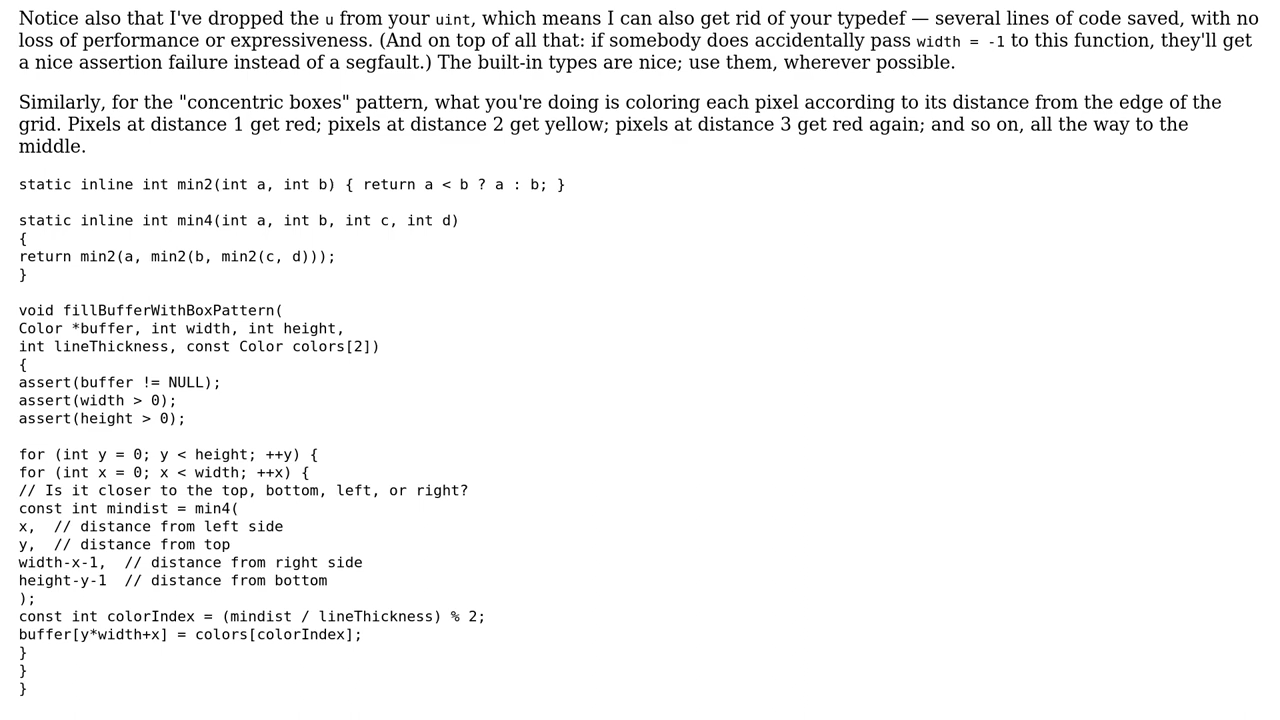 Notice also that I've dropped the u from your uint, which means I can also get rid of your typedef — several lines of code saved, with no
loss of performance or expressiveness. (And on top of all that: if somebody does accidentally pass width = -1 to this function, they'll get
a nice assertion failure instead of a segfault.) The built-in types are nice; use them, wherever possible.
Similarly, for the "concentric boxes" pattern, what you're doing is coloring each pixel according to its distance from the edge of the
grid. Pixels at distance 1 get red; pixels at distance 2 get yellow; pixels at distance 3 get red again; and so on, all the way to the
middle.
static inline int min2(int a, int b) { return a < b ? a : b; }
static inline int min4(int a, int b, int c, int d)
{
return min2(a, min2(b, min2(c, d)));
}
void fillBufferWithBoxPattern(
Color *buffer, int width, int height,
int lineThickness, const Color colors[2])
{
assert(buffer != NULL);
assert(width > 0);
assert(height > 0);
for (int y = 0; y < height; ++y) {
for (int x = 0; x < width; ++x) {
// Is it closer to the top, bottom, left, or right?
const int mindist = min4(
x,  // distance from left side
y,  // distance from top
width-x-1,  // distance from right side
height-y-1  // distance from bottom
);
const int colorIndex = (mindist / lineThickness) % 2;
buffer[y*width+x] = colors[colorIndex];
}
}
}